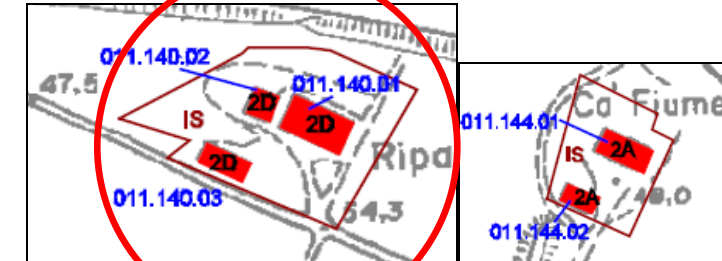 011.140.02
47,5
011.140.01
2D
2D
IS
2D
Ripa
011.140.03
54,3
Ca' Fiume
011.144.01
2A
IS
2A
48,0
011.144.02